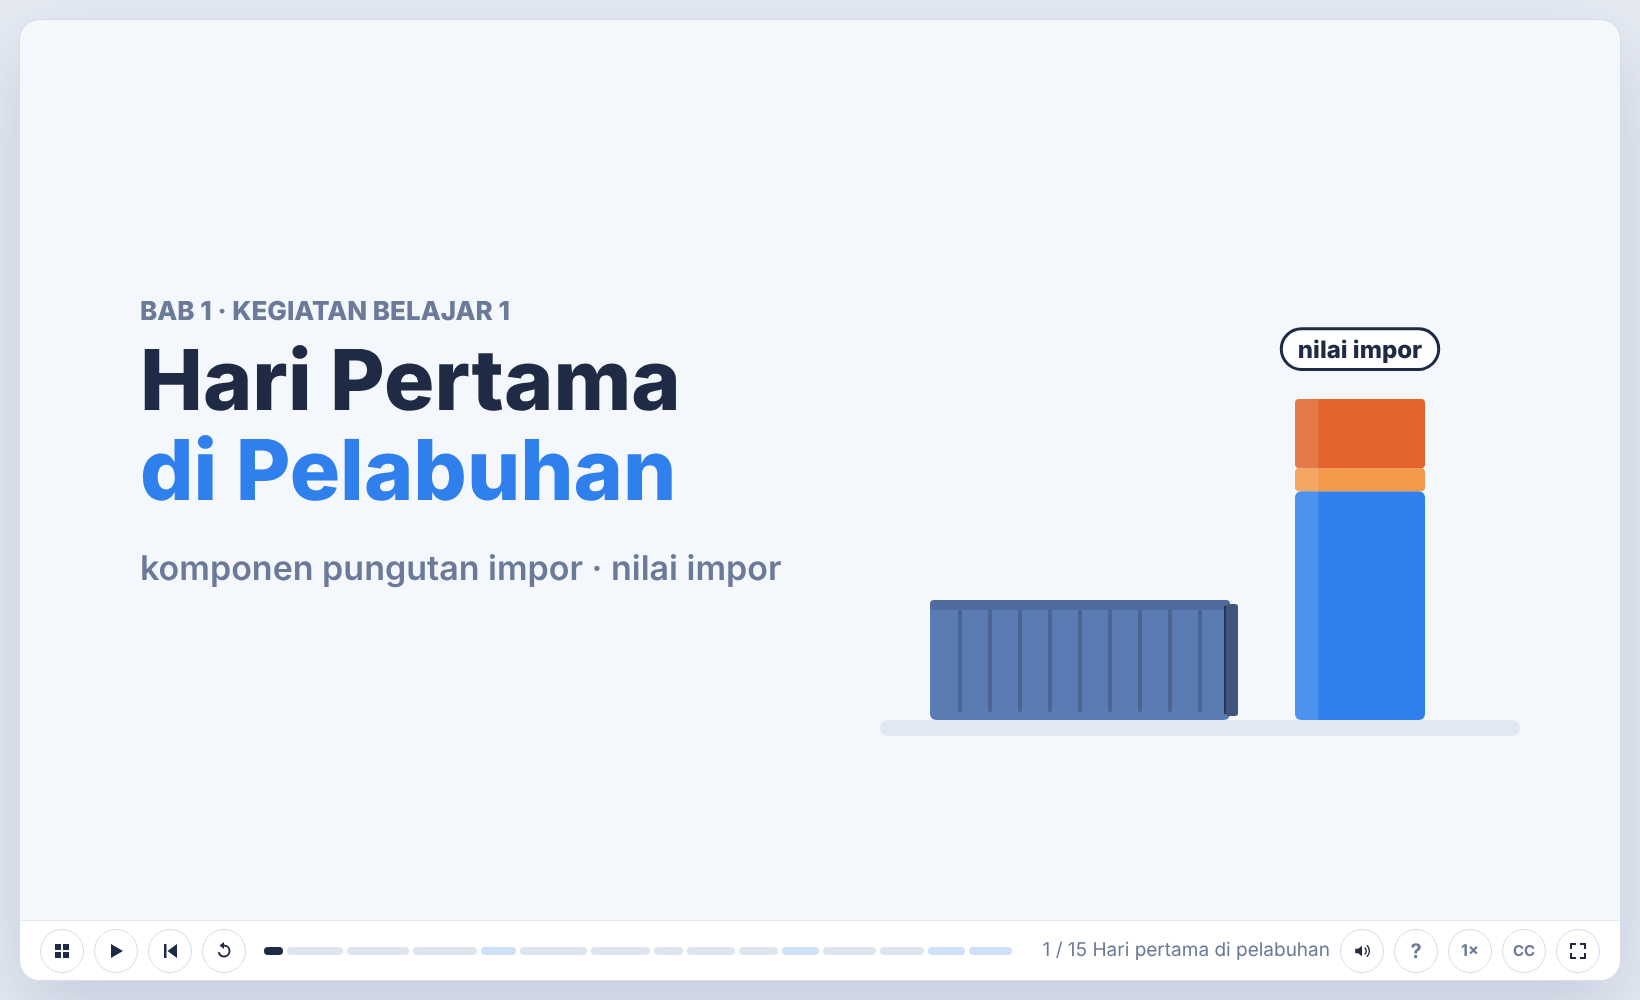 BAB 1 · KEGIATAN BELAJAR 1
Hari Pertama
di Pelabuhan
komponen pungutan impor · nilai impor
nilai impor
1 / 15 Hari pertama di pelabuhan
?
1×
CC